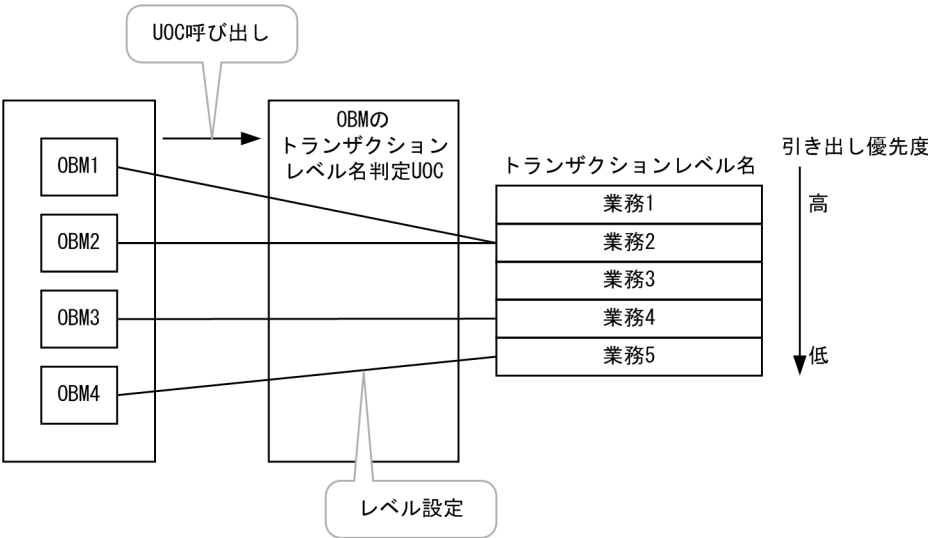 UOC呼び出し
OBM1
OBM2
OBM3
OBM4
OBMの
トランザクション
レベル名判定UOC
トランザクションレベル名
業務1
業務2
業務3
業務4
業務5
引き出し優先度
高
低
レベル設定